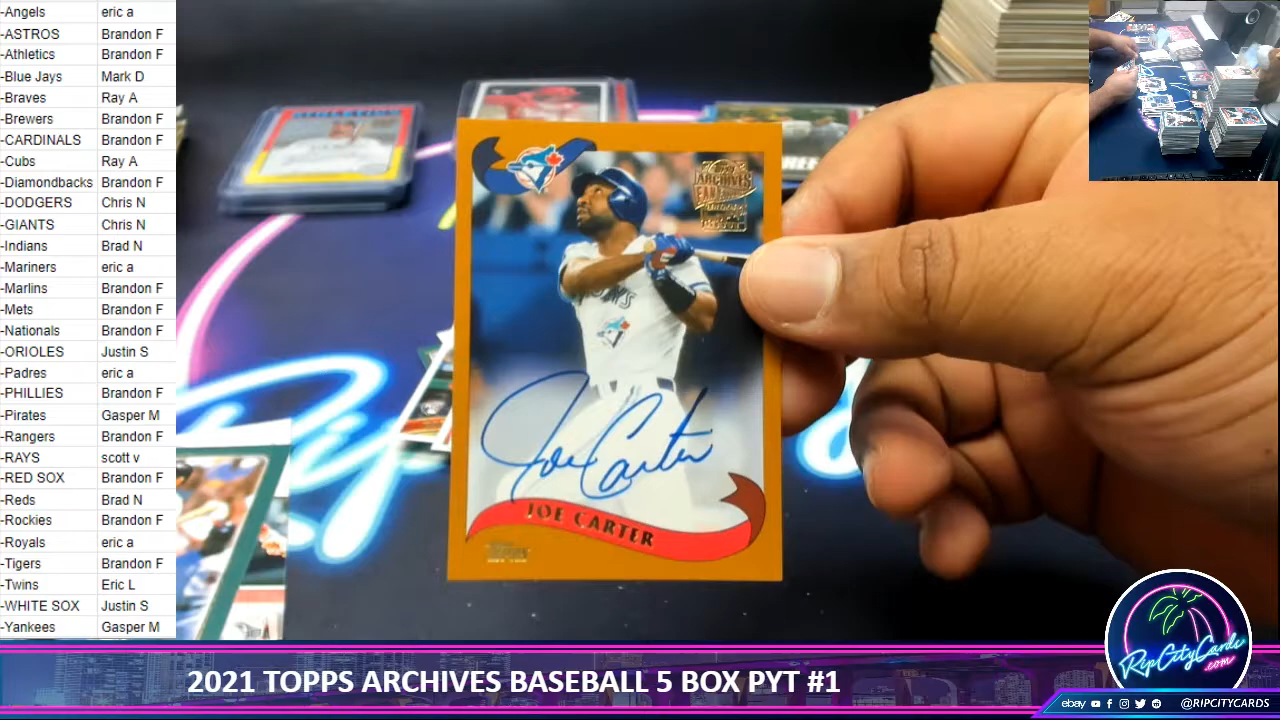 -Angels eric a
-ASTROS Brandon F
-Athletics Brandon F
-Blue Jays Mark D
-Braves Ray A
-Brewers Brandon F
-CARDINALS Brandon F
-Cubs Ray A
-Diamondbacks Brandon F
-DODGERS Chris N
-GIANTS Chris N
-Indians Brad N
-Mariners eric a
-Marlins Brandon F
-Mets Brandon F
-Nationals Brandon F
-ORIOLES Justin S
-Padres eric a
-PHILLIES Brandon F
-Pirates Gasper M
-Rangers Brandon F
-RAYS scott v
-RED SOX Brandon F
-Reds Brad N
-Rockies Brandon F
-Royals eric a
-Tigers Brandon F
-Twins Eric L
-WHITE SOX Justin S
-Yankees Gasper M
ARCHIVES
Joe Carter
JOE CARTER
RipCityCards
.com
2021 TOPPS ARCHIVES BASEBALL 5 BOX PYT #1
ebay @RIPCITYCARDS